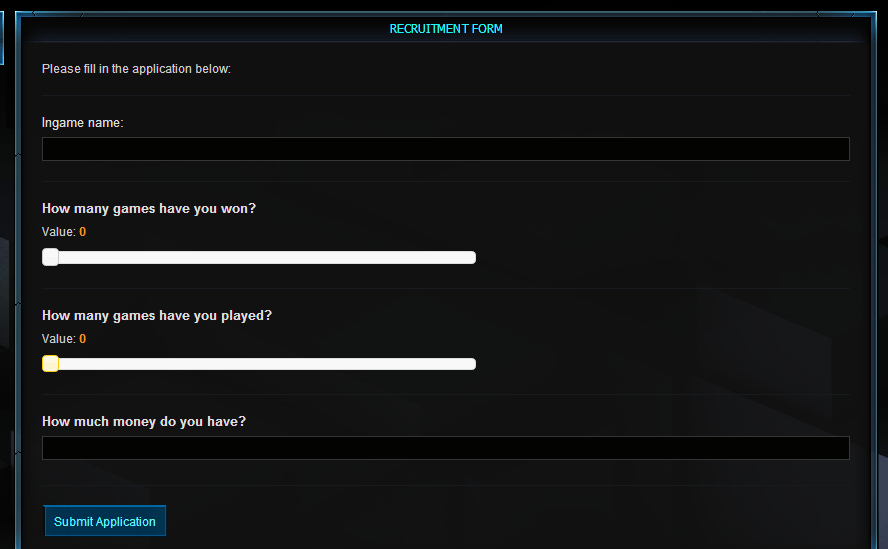 RECRUITMENT FORM
Please fill in the application below:
Ingame name:
How many games have you won?
Value: 0
How many games have you played?
Value: 0
How much money do you have?
Submit Application